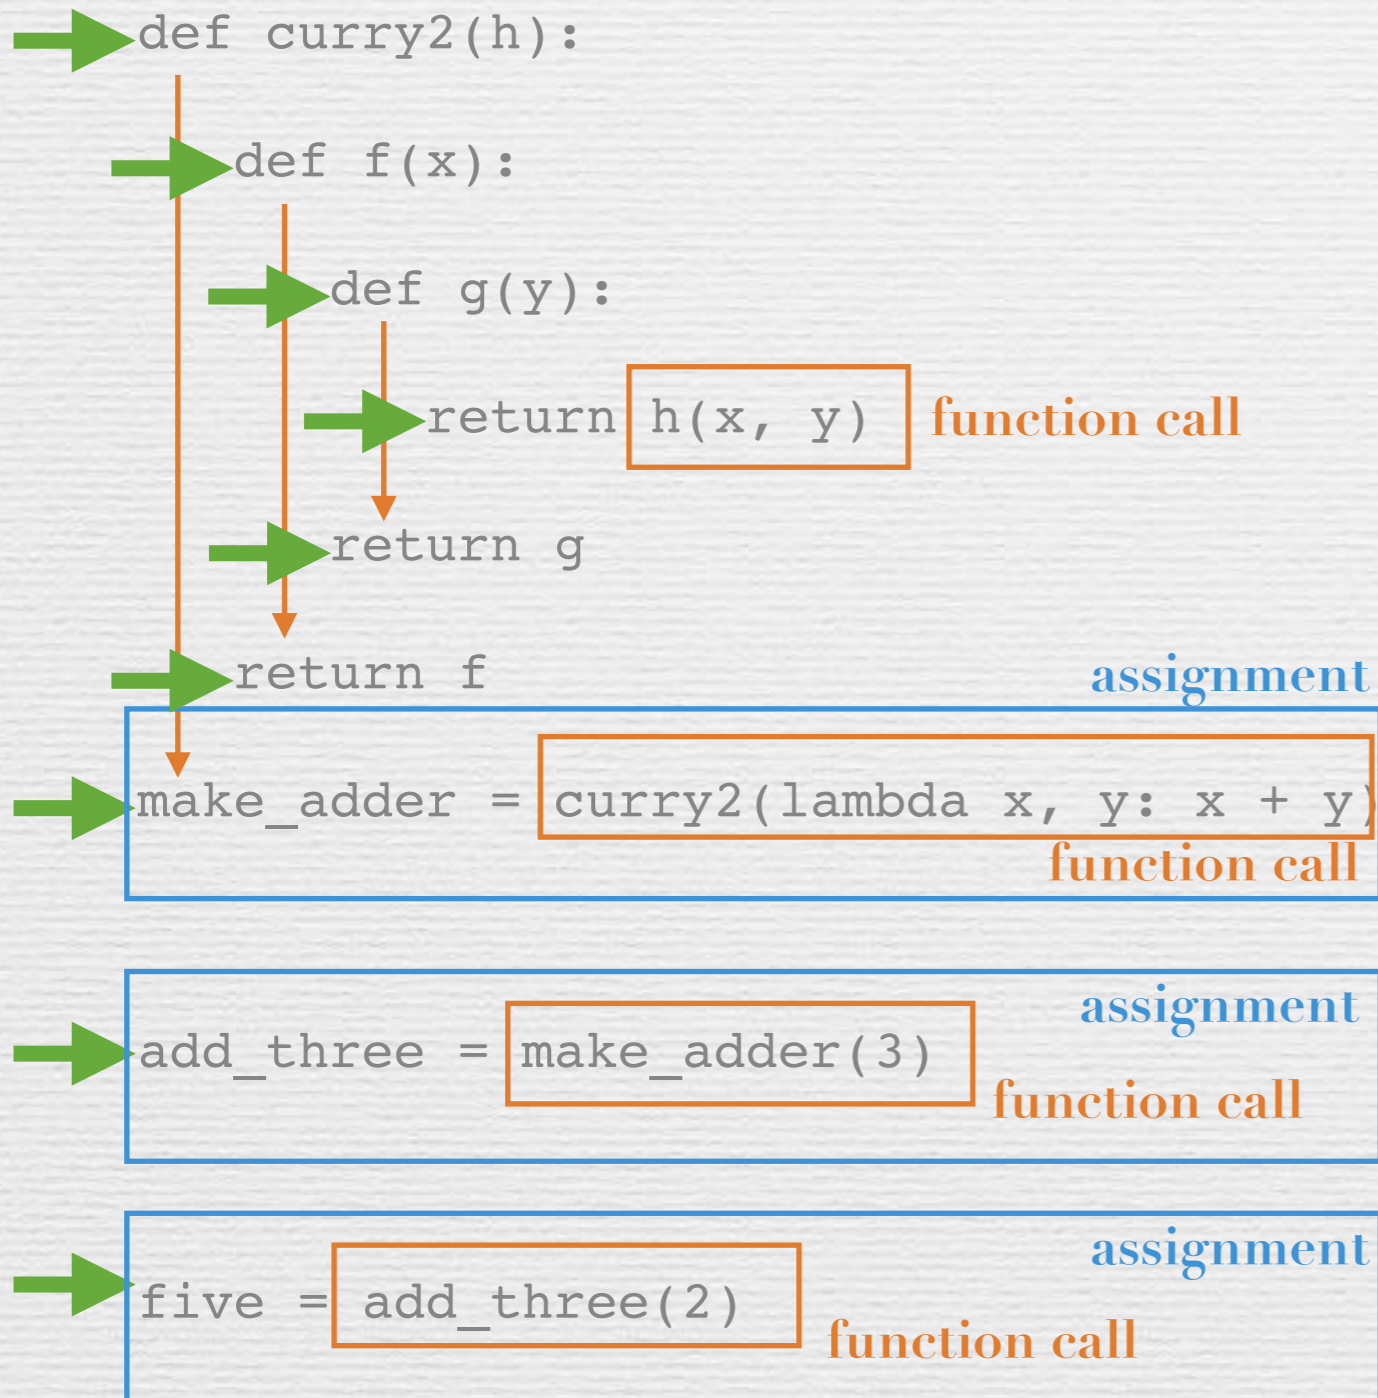 def curry2(h):
def f(x):
def g(y):
return h(x, y) function call
return g
return f
assignment
make_adder = curry2(lambda x, y: x + y)
function call
assignment
add_three = make_adder(3)
function call
assignment
five = add_three(2)
function call